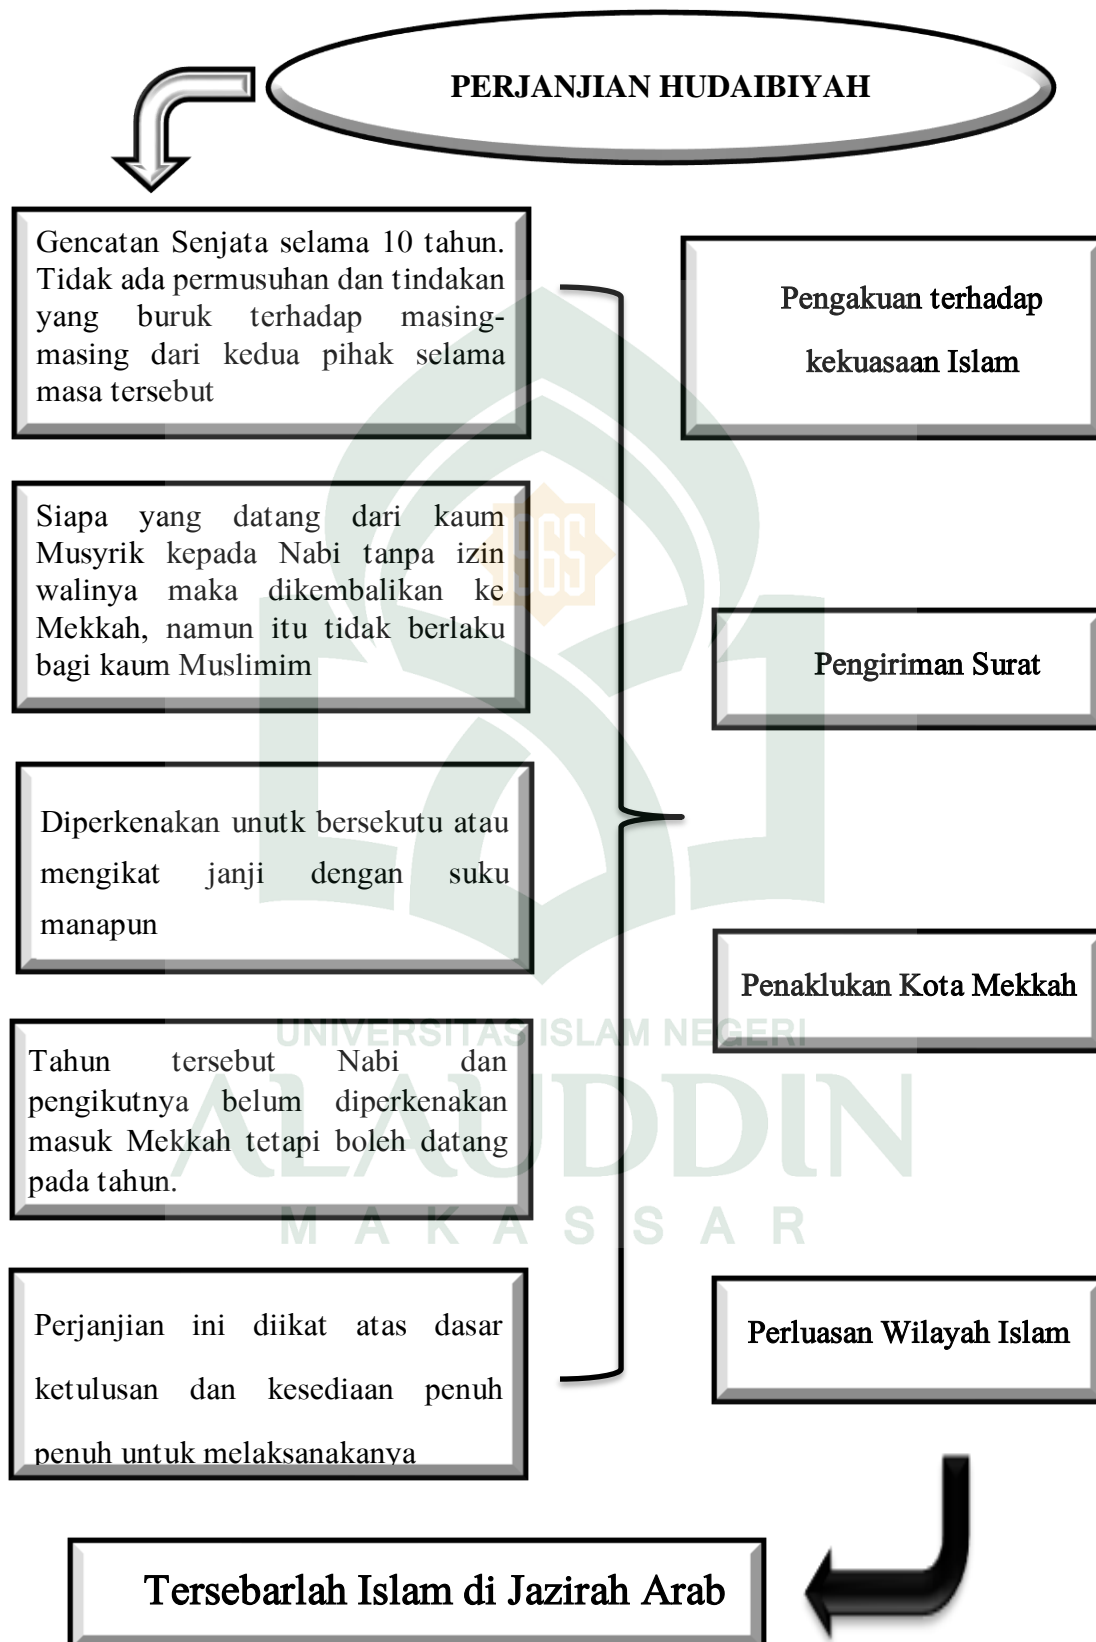 PERJANJIAN HUDAIBIYAH
Gencatan Senjata selama 10 tahun.
Tidak ada permusuhan dan tindakan
yang buruk terhadap masing-
masing dari kedua pihak selama
masa tersebut
Siapa yang datang dari kaum
Musyrik kepada Nabi tanpa izin
walinya maka dikembalikan ke
Mekkah, namun itu tidak berlaku
bagi kaum Muslimim
Diperkenakan unutk bersekutu atau
mengikat janji dengan suku
manapun
Tahun tersebut Nabi dan
pengikutnya belum diperkenakan
masuk Mekkah tetapi boleh datang
pada tahun.
Perjanjian ini diikat atas dasar
ketulusan dan kesediaan penuh
penuh untuk melaksanakanya
Pengakuan terhadap
kekuasaan Islam
Pengiriman Surat
Penaklukan Kota Mekkah
Perluasan Wilayah Islam
Tersebarlah Islam di Jazirah Arab
1965
UNIVERSITAS ISLAM NEGERI
ALAUDDIN
MAKASSAR